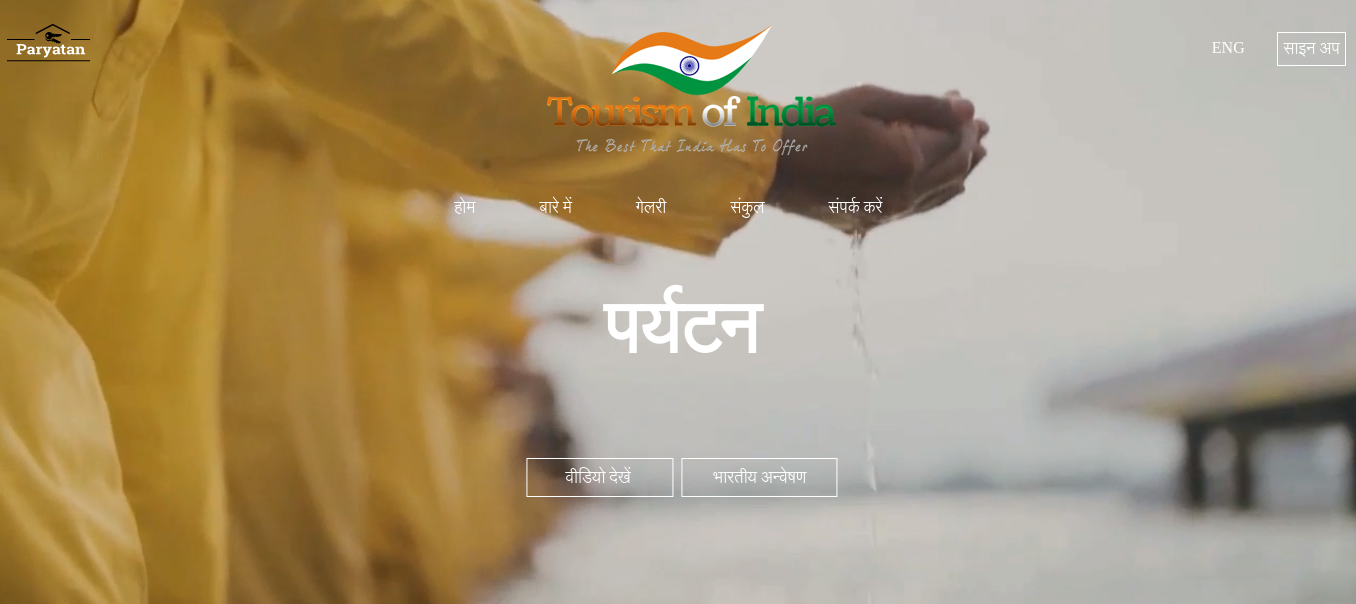 Paryatan
ENG
साइन अप
Tourism of India
The Best That India Has To Offer
होम
बारे में
गेलरी
संकुल
संपर्क करें
पर्यटन
वीडियो देखें
भारतीय अन्वेषण